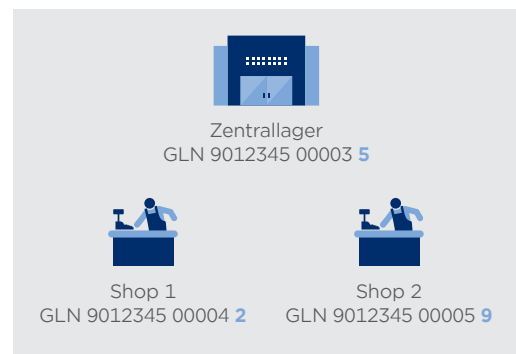 Zentrallager
GLN 9012345 00003 5
Shop 1
GLN 9012345 00004 2
Shop 2
GLN 9012345 00005 9